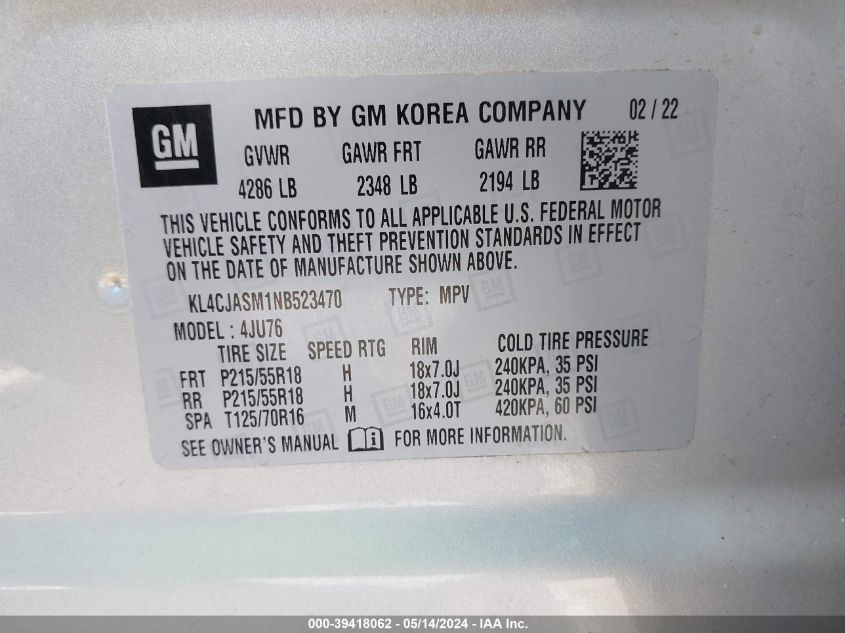 GM
MFD BY GM KOREA COMPANY 02 / 22
GVWR GAWR FRT GAWR RR
4286 LB 2348 LB 2194 LB
THIS VEHICLE CONFORMS TO ALL APPLICABLE U.S. FEDERAL MOTOR
VEHICLE SAFETY AND THEFT PREVENTION STANDARDS IN EFFECT
ON THE DATE OF MANUFACTURE SHOWN ABOVE.
KL4CJASM1NB523470 TYPE: MPV
MODEL : 4JU76
TIRE SIZE SPEED RTG RIM COLD TIRE PRESSURE
FRT P215/55R18 H 18x7.0J 240KPA, 35 PSI
RR P215/55R18 H 18x7.0J 240KPA, 35 PSI
SPA T125/70R16 M 16x4.0T 420KPA, 60 PSI
SEE OWNER'S MANUAL FOR MORE INFORMATION.
000-39418062 - 05/14/2024 - IAA Inc.